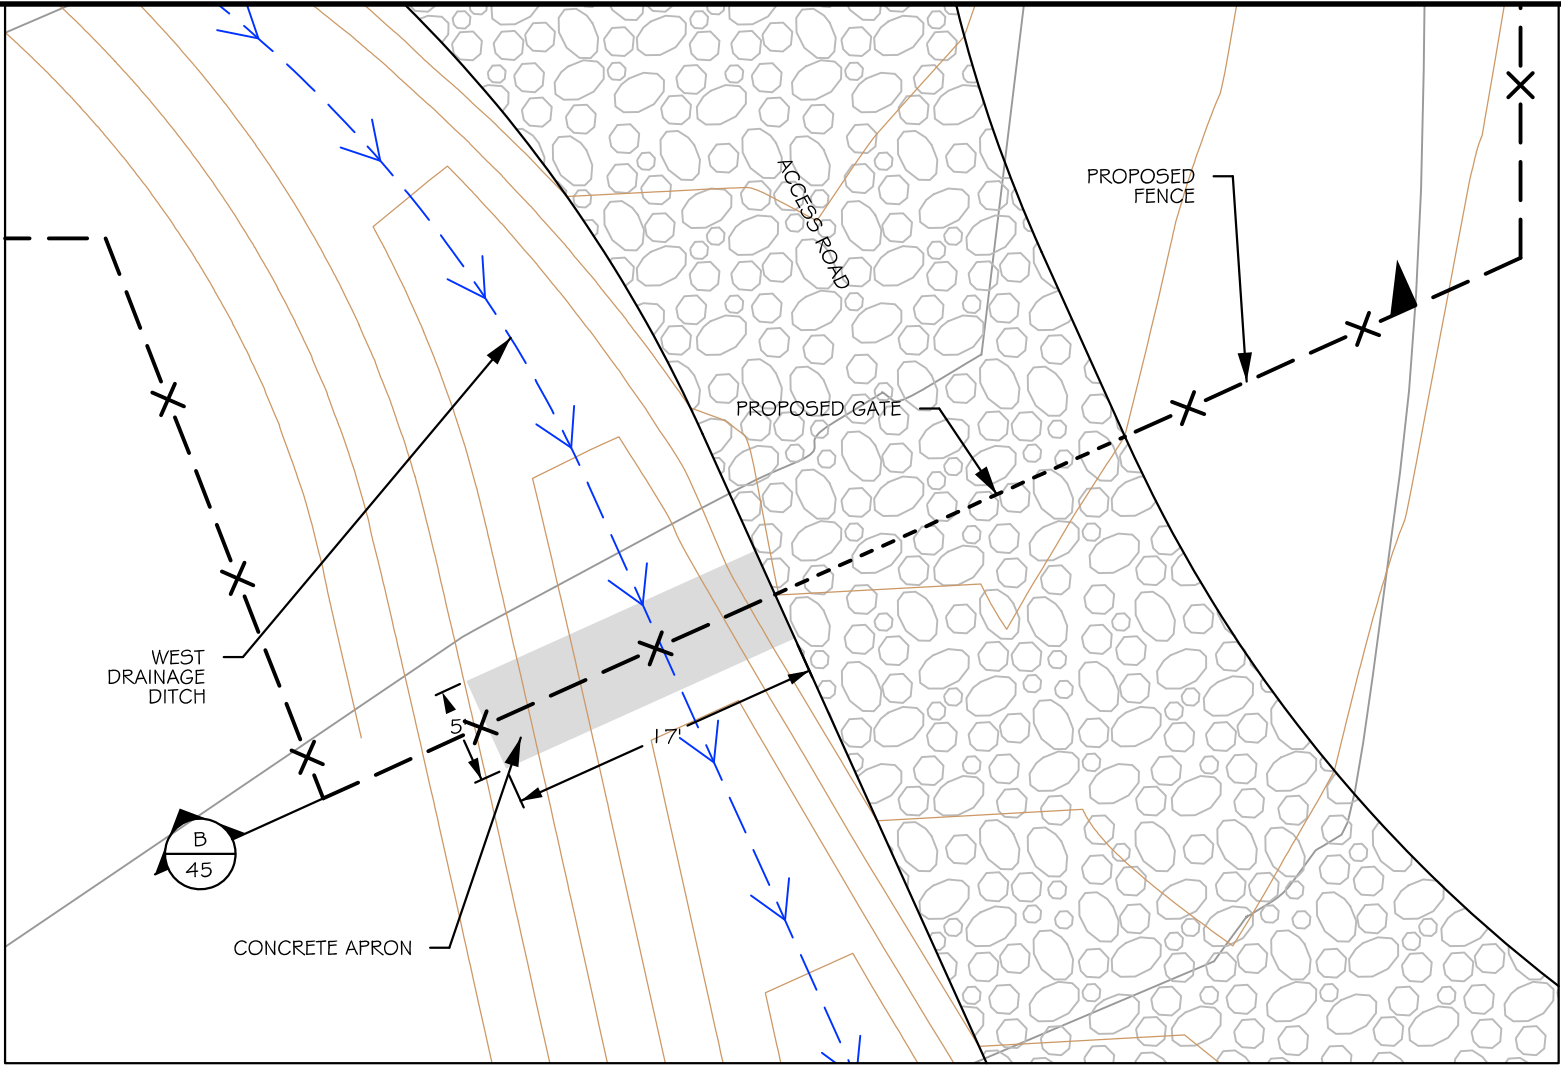 ACCESS ROAD
PROPOSED
FENCE
PROPOSED GATE
WEST
DRAINAGE
DITCH
5'
17'
B
45
CONCRETE APRON